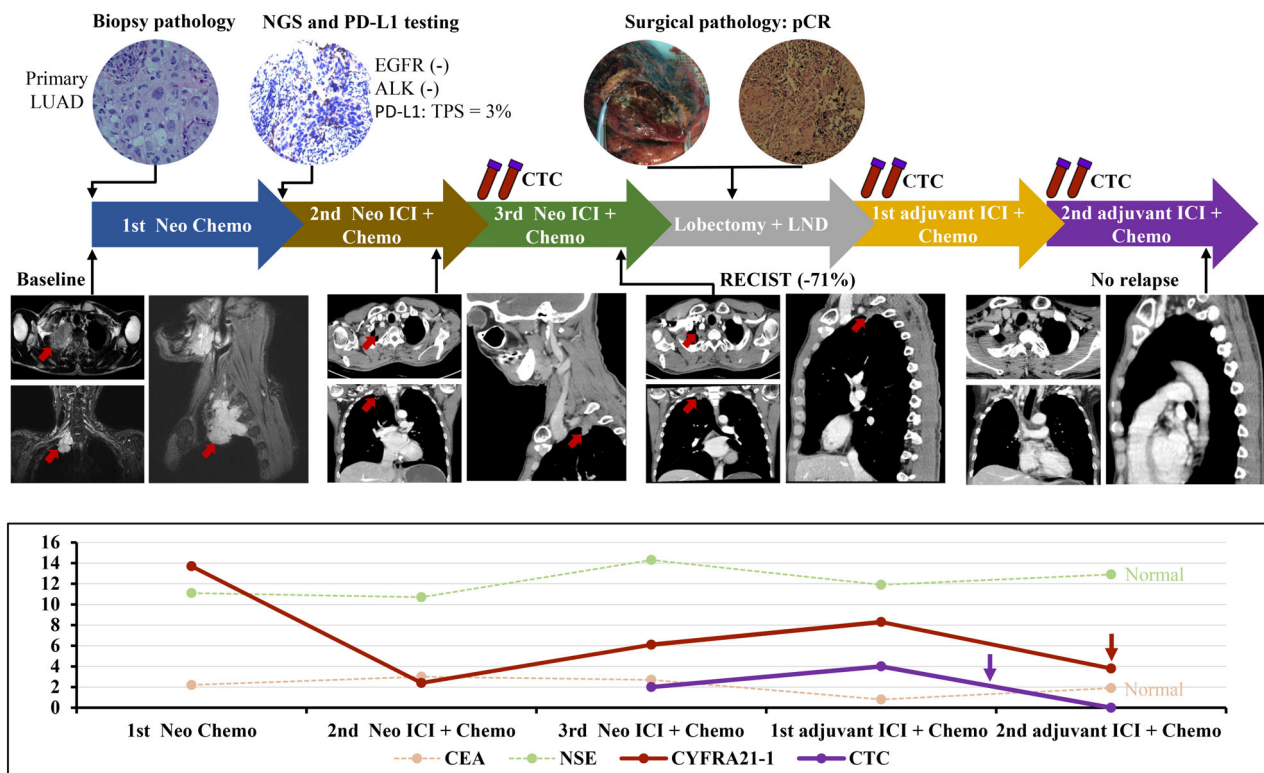 Biopsy pathology
NGS and PD-L1 testing
Surgical pathology: pCR
Primary
LUAD
EGFR (-)
ALK (-)
PD-L1: TPS = 3%
CTC
CTC
CTC
1st Neo Chemo
2nd Neo ICI +
Chemo
3rd Neo ICI +
Chemo
Lobectomy + LND
1st adjuvant ICI +
Chemo
2nd adjuvant ICI +
Chemo
Baseline
RECIST (-71%)
No relapse
16
14
12
10
8
6
4
2
0
Normal
Normal
1st Neo Chemo
2nd Neo ICI + Chemo
3rd Neo ICI + Chemo
1st adjuvant ICI + Chemo
2nd adjuvant ICI + Chemo
CEA
NSE
CYFRA21-1
CTC